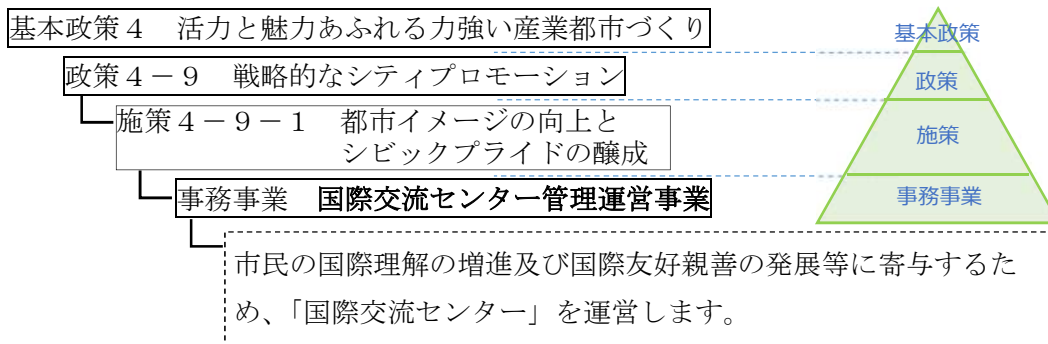 基本政策４　活力と魅力あふれる力強い産業都市づくり
政策４－９　戦略的なシティプロモーション
施策４－９－１　都市イメージの向上と
シビックプライドの醸成
事務事業　国際交流センター管理運営事業
市民の国際理解の増進及び国際友好親善の発展等に寄与するた
め、「国際交流センター」を運営します。
基本政策
政策
施策
事務事業